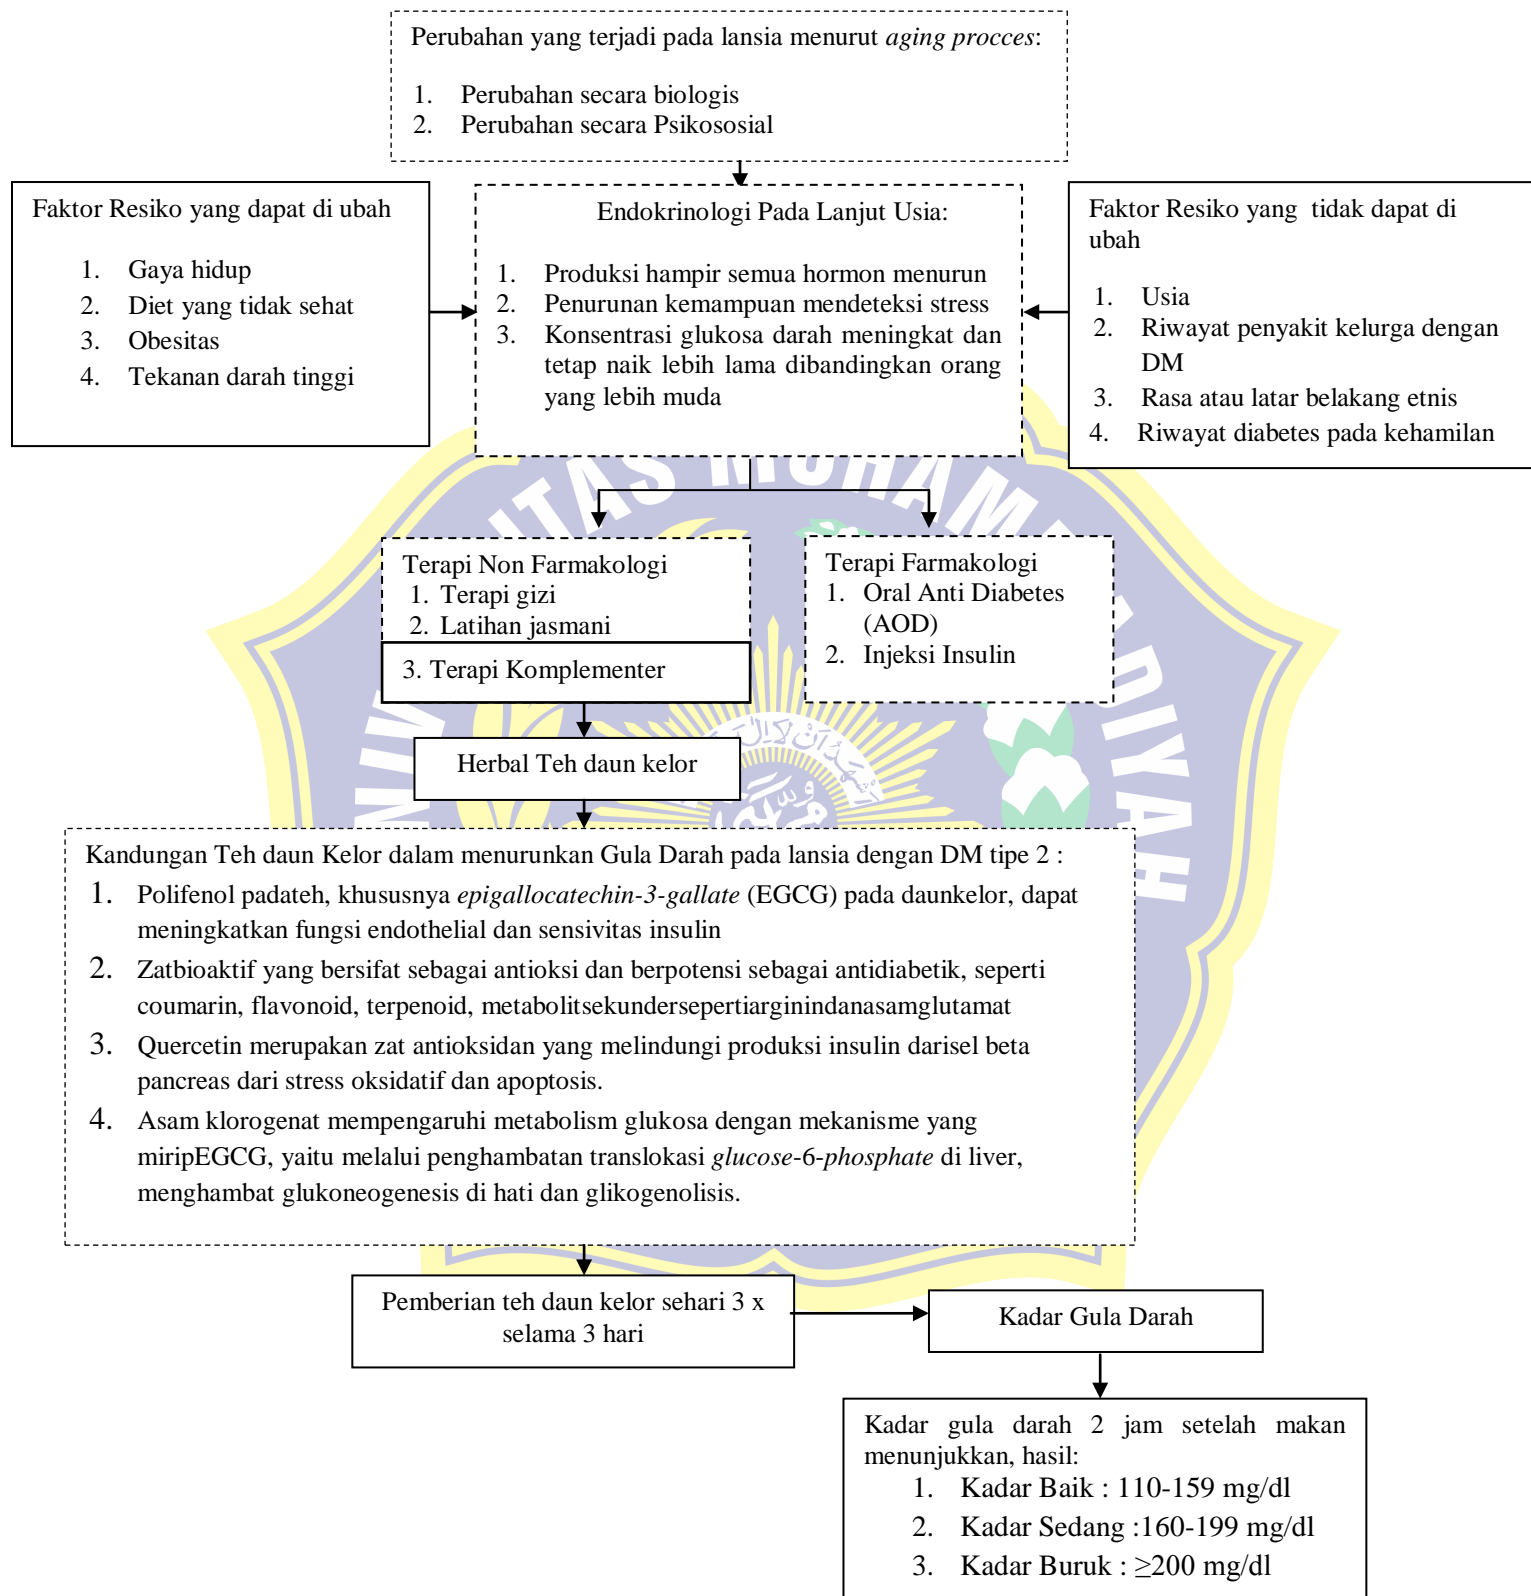 Perubahan yang terjadi pada lansia menurut aging procces:
1. Perubahan secara biologis
2. Perubahan secara Psikososial
Faktor Resiko yang dapat di ubah
1. Gaya hidup
2. Diet yang tidak sehat
3. Obesitas
4. Tekanan darah tinggi
Endokrinologi Pada Lanjut Usia:
1. Produksi hampir semua hormon menurun
2. Penurunan kemampuan mendeteksi stress
3. Konsentrasi glukosa darah meningkat dan
tetap naik lebih lama dibandingkan orang
yang lebih muda
Faktor Resiko yang tidak dapat di
ubah
1. Usia
2. Riwayat penyakit kelurga dengan
DM
3. Rasa atau latar belakang etnis
4. Riwayat diabetes pada kehamilan
Terapi Non Farmakologi
1. Terapi gizi
2. Latihan jasmani
3. Terapi Komplementer
Terapi Farmakologi
1. Oral Anti Diabetes
(AOD)
2. Injeksi Insulin
Herbal Teh daun kelor
Kandungan Teh daun Kelor dalam menurunkan Gula Darah pada lansia dengan DM tipe 2 :
1. Polifenol padateh, khususnya epigallocatechin-3-gallate (EGCG) pada daunkelor, dapat
meningkatkan fungsi endothelial dan sensivitas insulin
2. Zatbioaktif yang bersifat sebagai antioksi dan berpotensi sebagai antidiabetik, seperti
coumarin, flavonoid, terpenoid, metabolitsekundersepertiarginindanasamglutamat
3. Quercetin merupakan zat antioksidan yang melindungi produksi insulin darisel beta
pancreas dari stress oksidatif dan apoptosis.
4. Asam klorogenat mempengaruhi metabolism glukosa dengan mekanisme yang
miripEGCG, yaitu melalui penghambatan translokasi glucose-6-phosphate di liver,
menghambat glukoneogenesis di hati dan glikogenolisis.
Pemberian teh daun kelor sehari 3 x
selama 3 hari
Kadar Gula Darah
Kadar gula darah 2 jam setelah makan
menunjukkan, hasil:
1. Kadar Baik : 110-159 mg/dl
2. Kadar Sedang :160-199 mg/dl
3. Kadar Buruk : ≥200 mg/dl